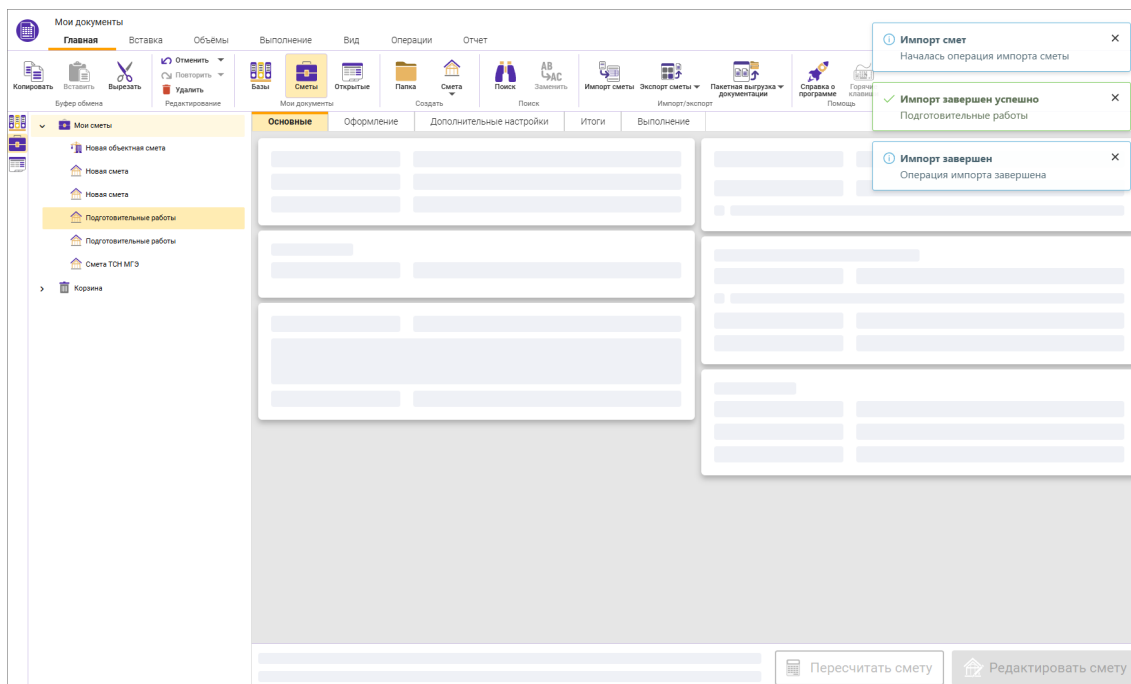 Мои документы
Главная Вставка Объёмы Выполнение Вид Операции Отчет
Копировать Вставить Вырезать
Буфер обмена
Отменить
Повторить
Удалить
Редактирование
Базы Сметы Открытые
Мои документы
Папка Смета
Создать
Поиск Заменить
AB
AC
Поиск
Импорт сметы Экспорт сметы Пакетная выгрузка
документации
Импорт/экспорт
Справка о
программе
Помощь
Импорт смет
Началась операция импорта сметы
Импорт завершен успешно
Подготовительные работы
Импорт завершен
Операция импорта завершена
Мои сметы
Новая объектная смета
Новая смета
Новая смета
Подготовительные работы
Подготовительные работы
Смета ТСН МГЭ
Корзина
Основные Оформление Дополнительные настройки Итоги Выполнение
Пересчитать смету Редактировать смету